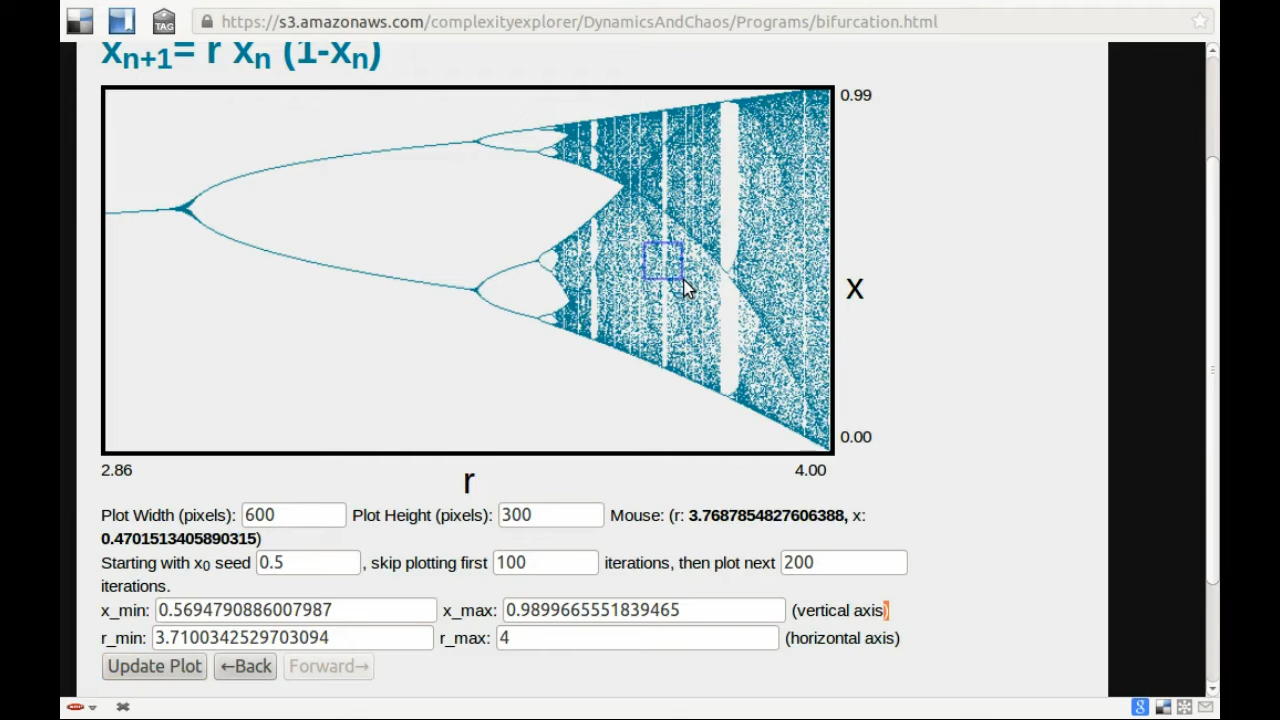 TAG https://s3.amazonaws.com/complexityexplorer/DynamicsAndChaos/Programs/bifurcation.html
xn+1= r xn (1-xn)
0.99
x
0.00
2.86 4.00
r
Plot Width (pixels): 600 Plot Height (pixels): 300 Mouse: (r: 3.7687854827606388, x:
0.4701513405890315)
Starting with x0 seed 0.5 , skip plotting first 100 iterations, then plot next 200
iterations.
x_min: 0.5694790886007987 x_max: 0.9899665551839465 (vertical axis)
r_min: 3.7100342529703094 r_max: 4 (horizontal axis)
Update Plot ←Back Forward→